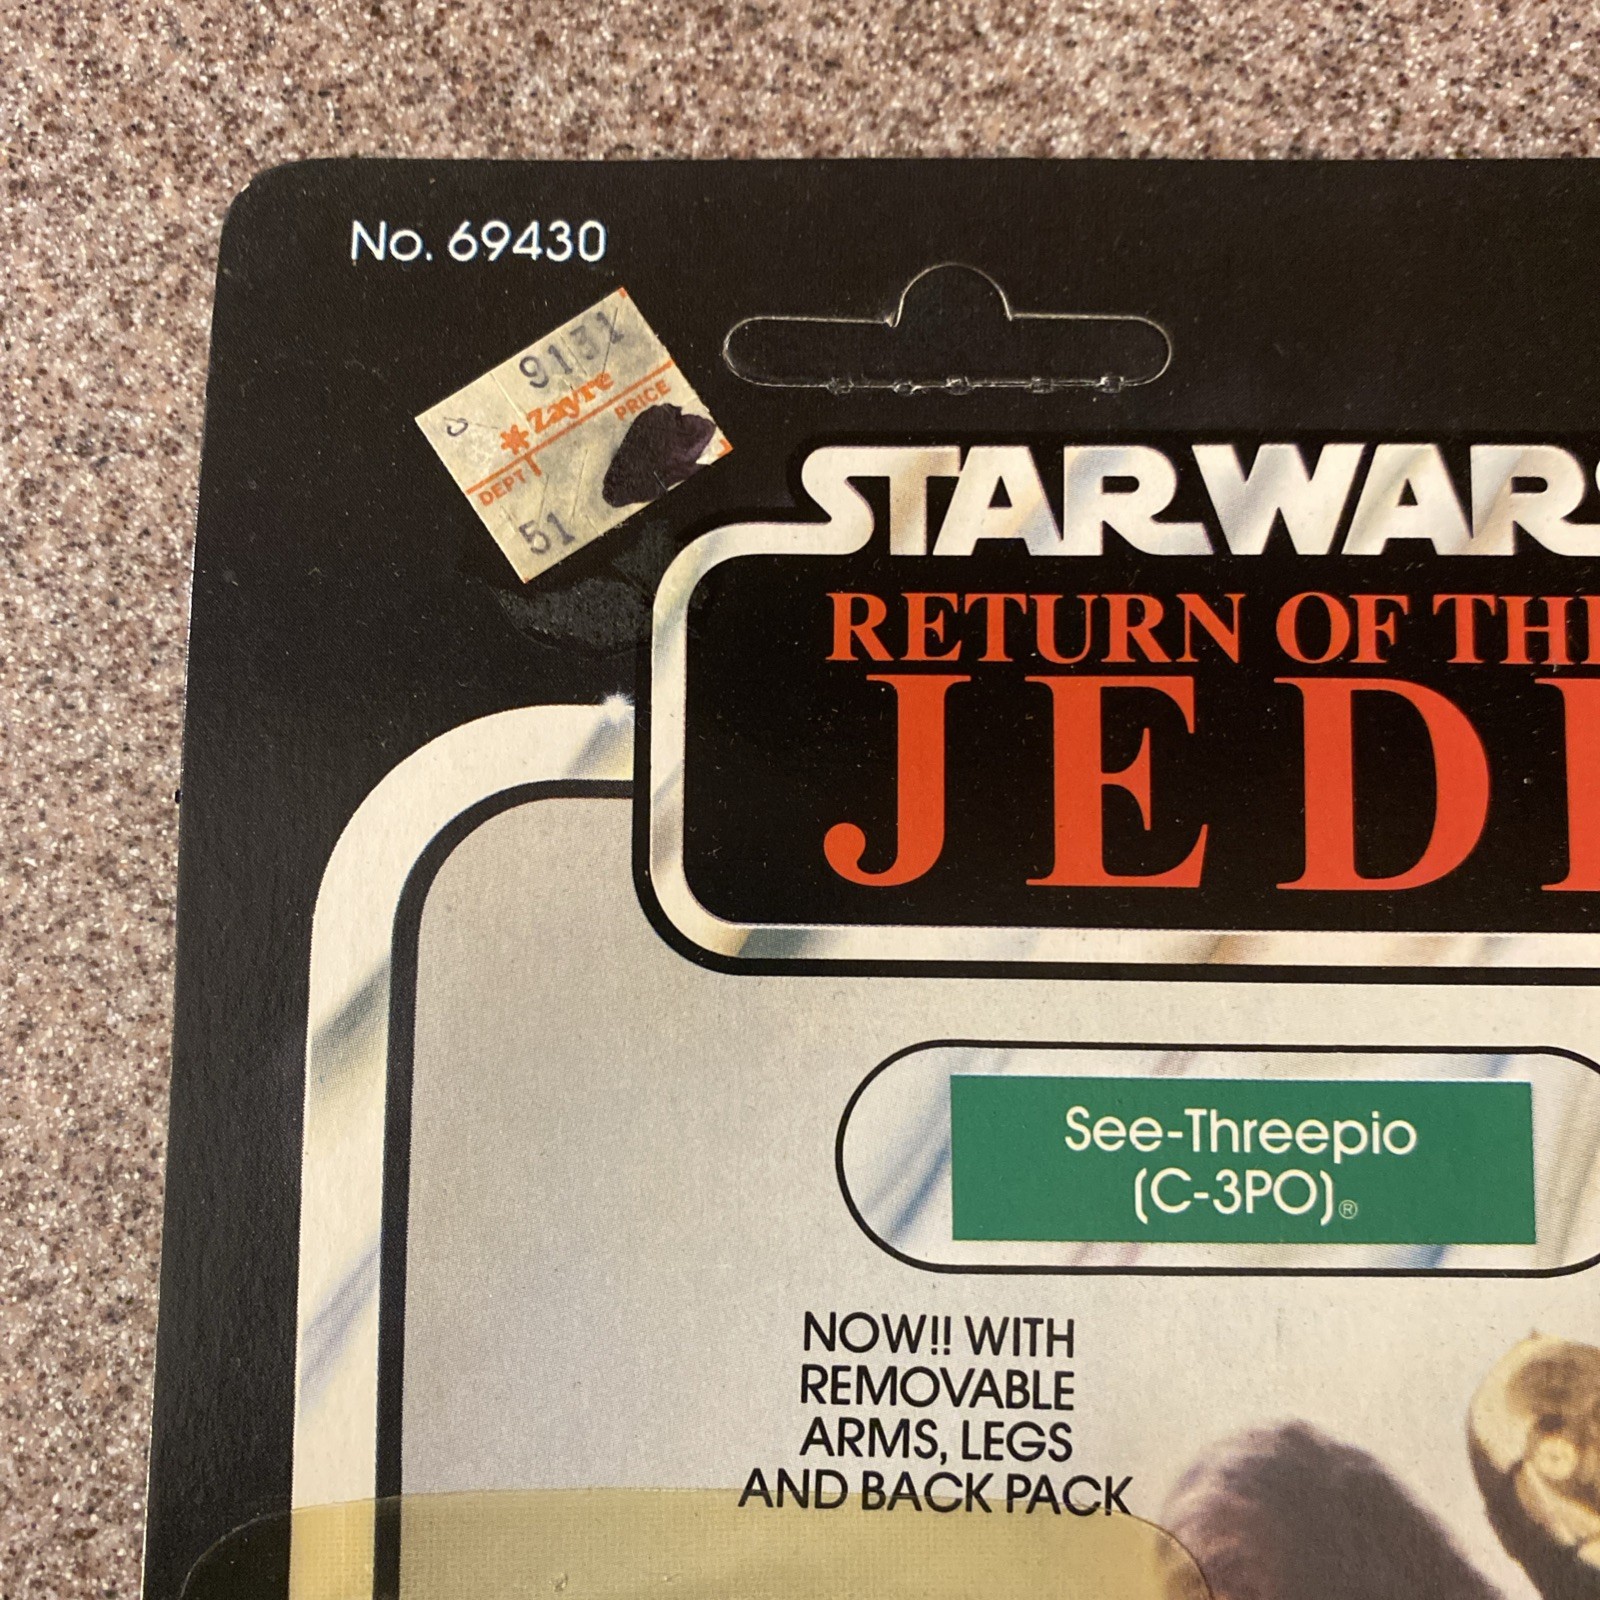 No. 69430
9131
Zayre
PRICE
DEPT
51
STAR WARS
RETURN OF THE
JEDI
See-Threepio
(C-3PO)®
NOW!! WITH
REMOVABLE
ARMS, LEGS
AND BACK PACK